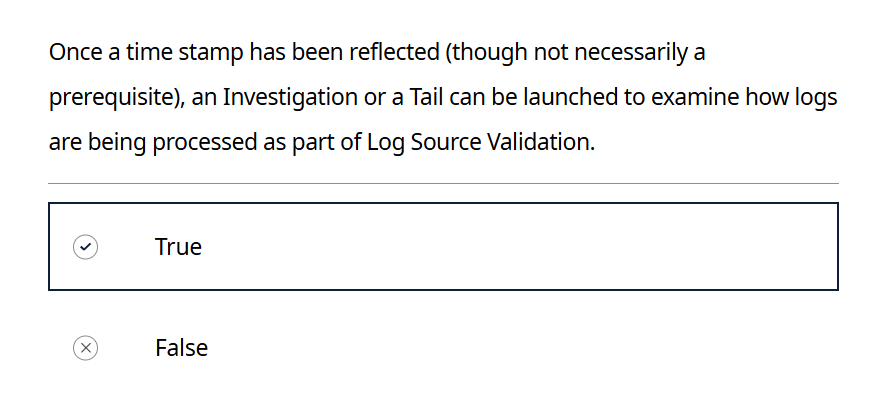 Once a time stamp has been reflected (though not necessarily a
prerequisite), an Investigation or a Tail can be launched to examine how logs
are being processed as part of Log Source Validation.
True
False